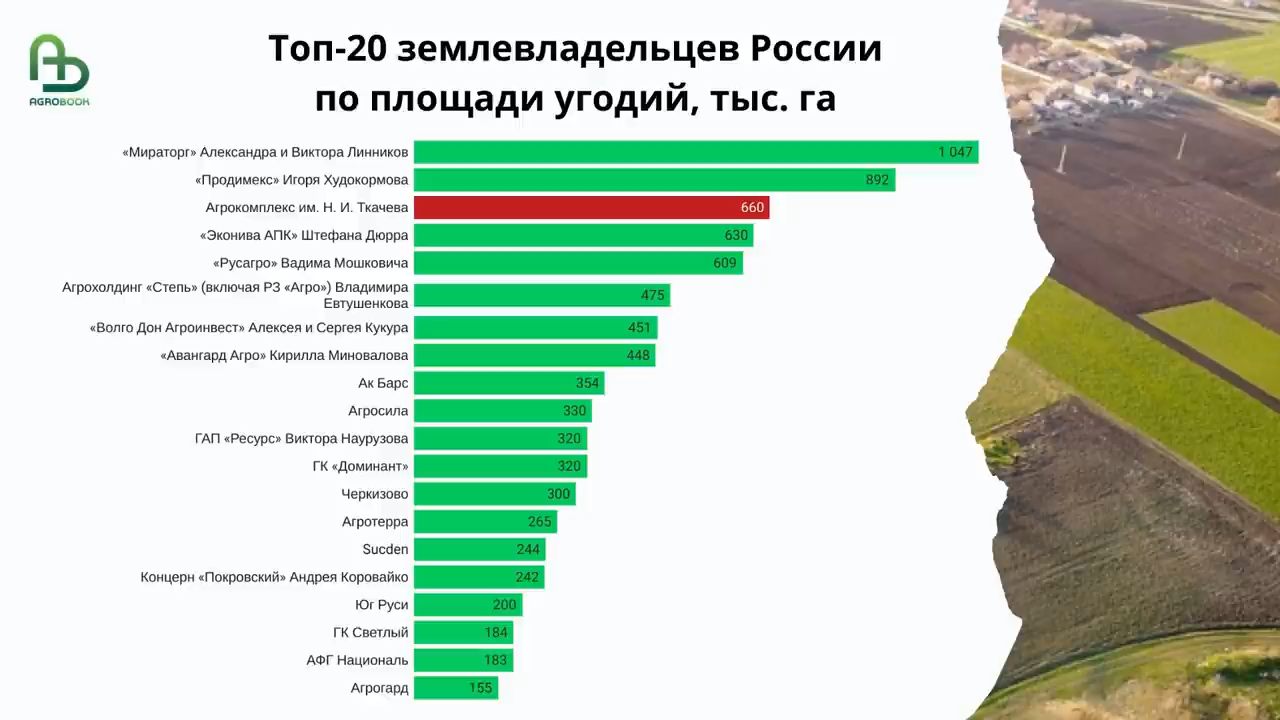 AGROBOOK
Топ-20 землевладельцев России
по площади угодий, тыс. га
«Мираторг» Александра и Виктора Линников 1 047
«Продимекс» Игоря Худокормова 892
Агрокомплекс им. Н. И. Ткачева 660
«Эконива АПК» Штефана Дюрра 630
«Русагро» Вадима Мошковича 609
Агрохолдинг «Степь» (включая РЗ «Агро») Владимира
Евтушенкова 475
«Волго Дон Агроинвест» Алексея и Сергея Кукура 451
«Авангард Агро» Кирилла Миновалова 448
Ак Барс 354
Агросила 330
ГАП «Ресурс» Виктора Наурузова 320
ГК «Доминант» 320
Черкизово 300
Агротерра 265
Sucden 244
Концерн «Покровский» Андрея Коровайко 242
Юг Руси 200
ГК Светлый 184
АФГ Националь 183
Агрогард 155